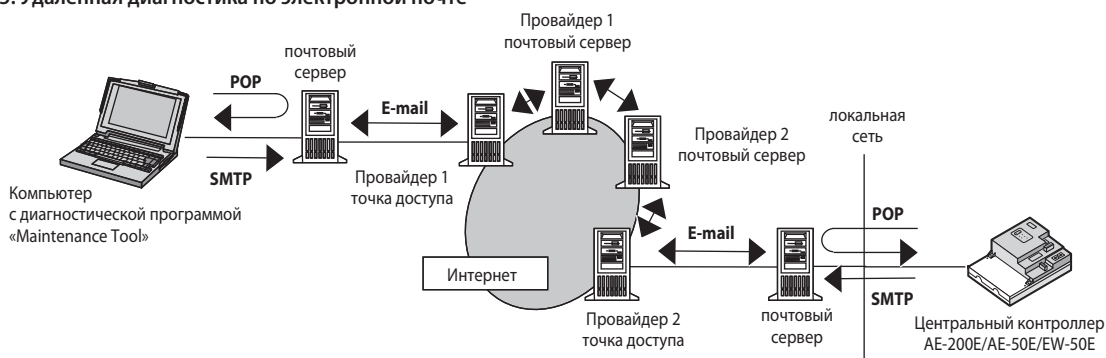 3. Удаленная диагностика по электронной почте
Провайдер 1
почтовый сервер
почтовый
сервер
POP
E-mail
SMTP
Провайдер 1
точка доступа
Компьютер
с диагностической программой
«Maintenance Tool»
Провайдер 2
почтовый сервер
локальная
сеть
Интернет
E-mail
POP
SMTP
Провайдер 2
точка доступа
почтовый
сервер
Центральный контроллер
AE-200E/AE-50E/EW-50E